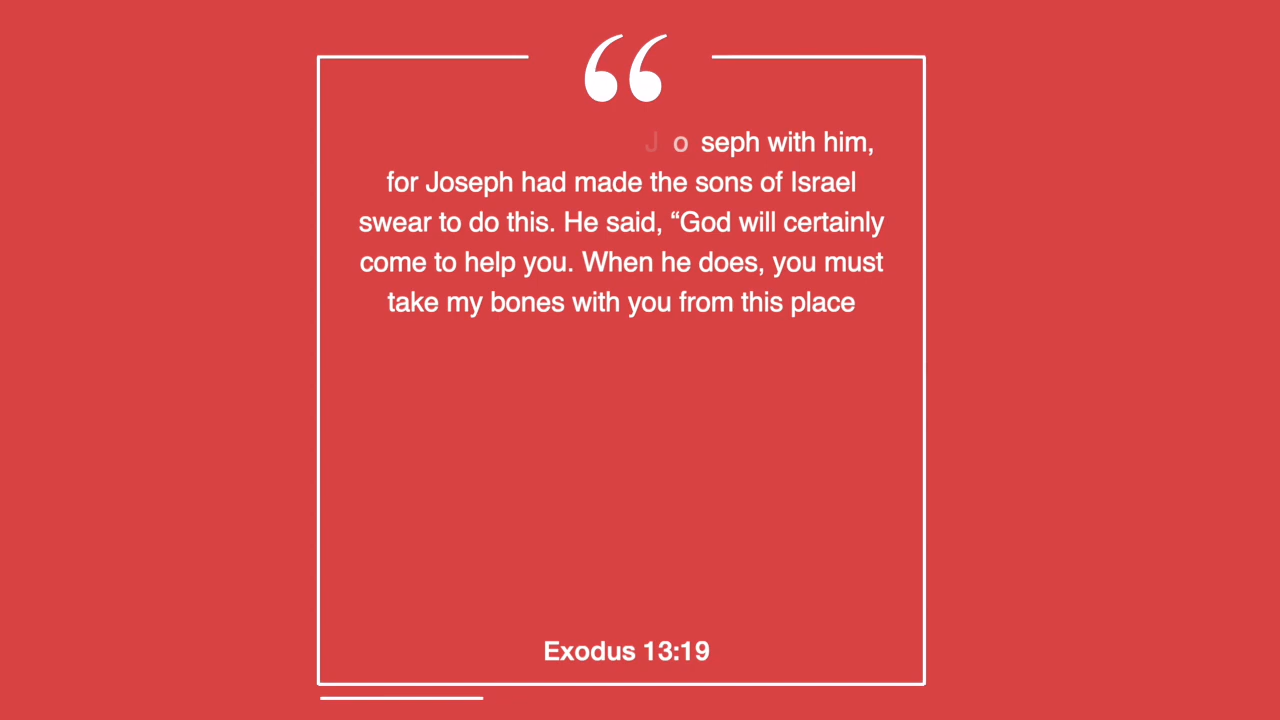 “
Joseph with him,
for Joseph had made the sons of Israel
swear to do this. He said, “God will certainly
come to help you. When he does, you must
take my bones with you from this place
Exodus 13:19